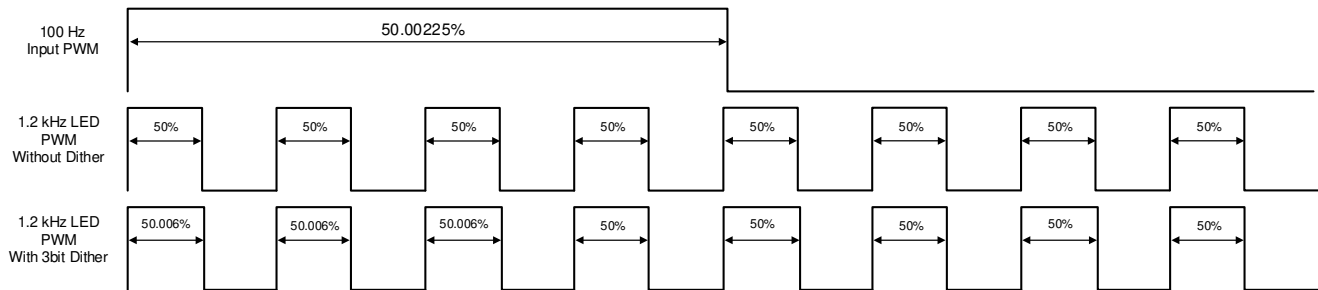 100 Hz
Input PWM
50.00225%
1.2 kHz LED
PWM
Without Dither
50% 50% 50% 50% 50% 50% 50% 50%
1.2 kHz LED
PWM
With 3bit Dither
50.006% 50.006% 50.006% 50% 50% 50% 50% 50%